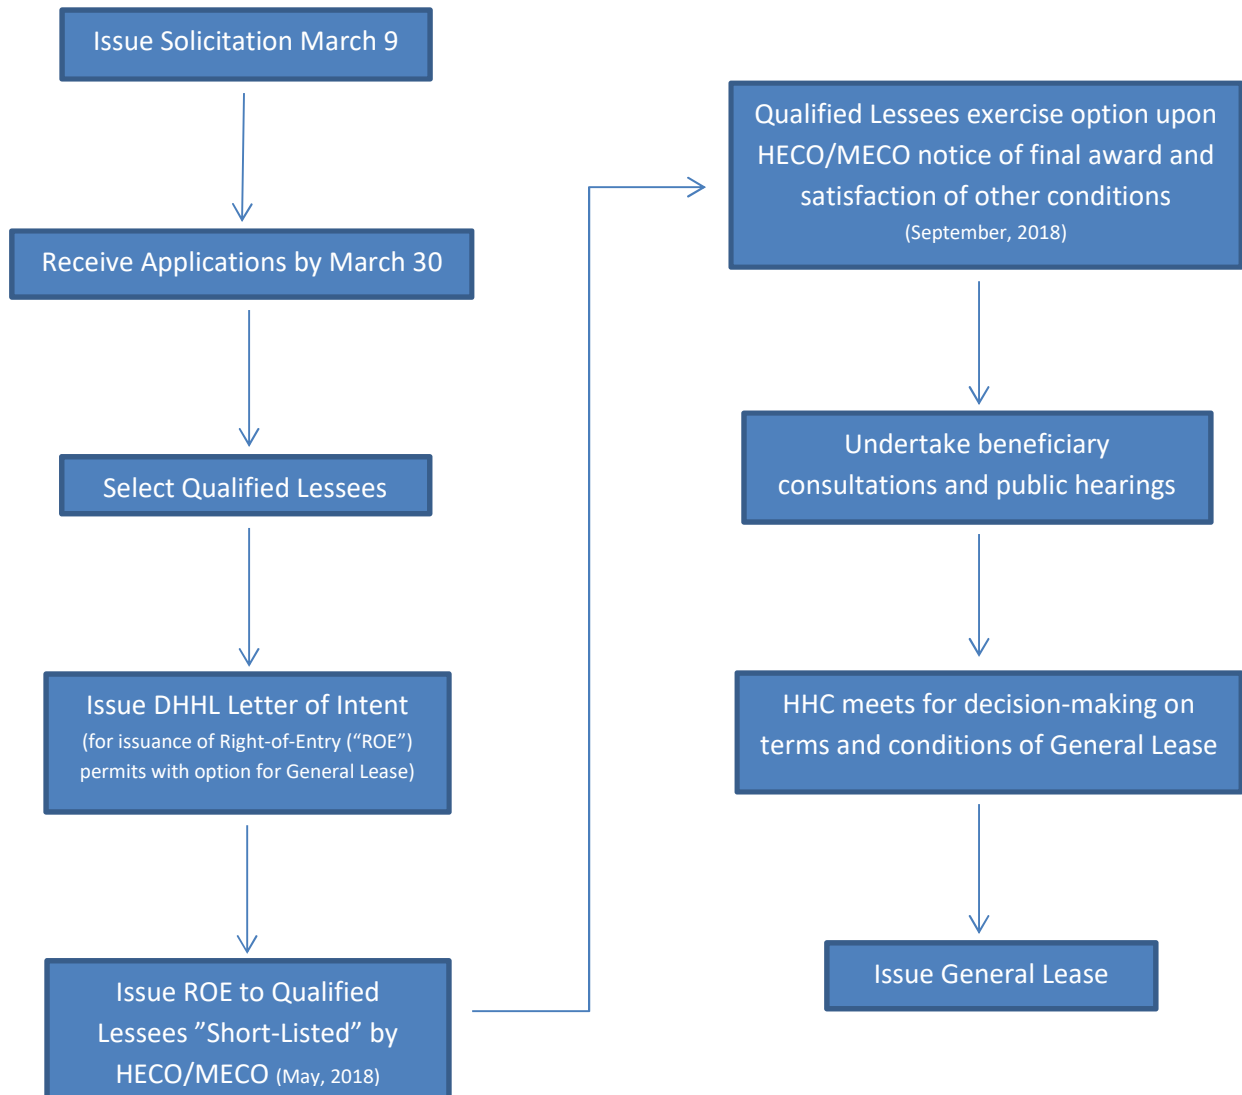 Issue Solicitation March 9
Receive Applications by March 30
Select Qualified Lessees
Issue DHHL Letter of Intent
(for issuance of Right-of-Entry (“ROE”)
permits with option for General Lease)
Issue ROE to Qualified
Lessees ”Short-Listed” by
HECO/MECO (May, 2018)
Qualified Lessees exercise option upon
HECO/MECO notice of final award and
satisfaction of other conditions
(September, 2018)
Undertake beneficiary
consultations and public hearings
HHC meets for decision-making on
terms and conditions of General Lease
Issue General Lease